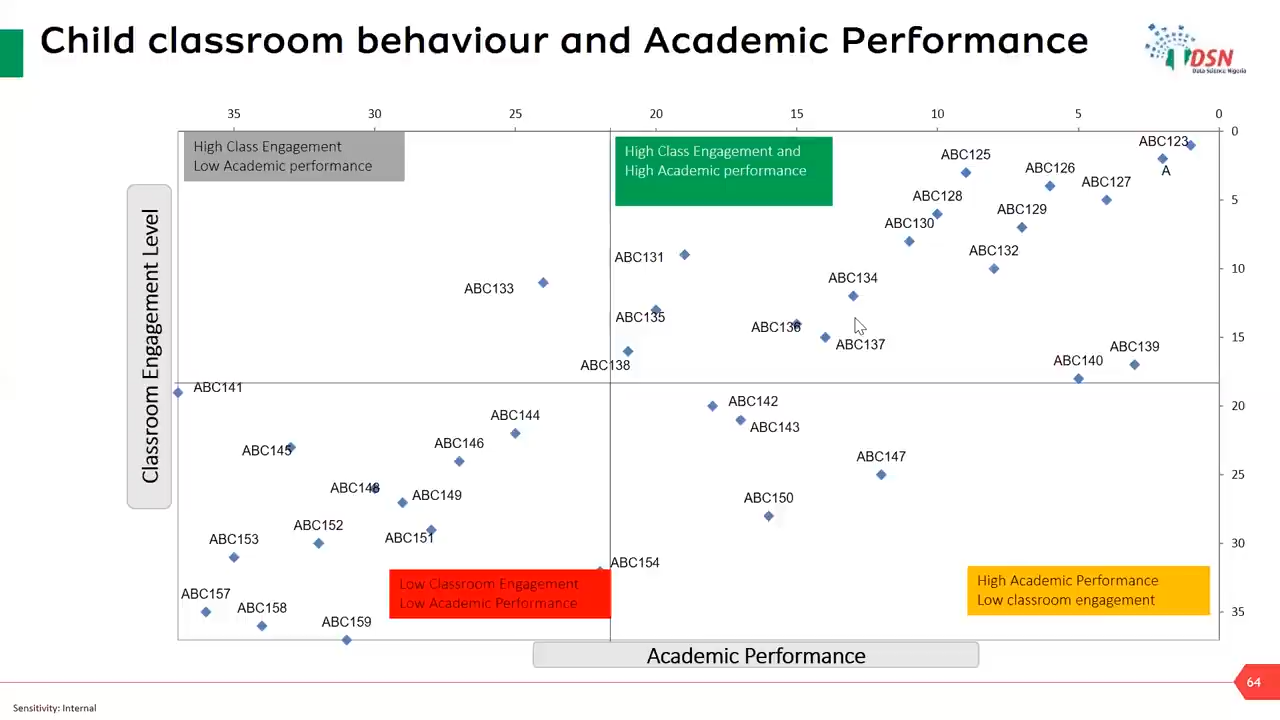 Child classroom behaviour and Academic Performance
DSN
Data Science Nigeria
35 30 25 20 15 10 5 0
0
5
10
15
20
25
30
35
High Class Engagement
Low Academic performance
High Class Engagement and
High Academic performance
Classroom Engagement Level
ABC123
A
ABC125
ABC126
ABC127
ABC128
ABC129
ABC130
ABC131
ABC132
ABC133
ABC134
ABC135
ABC136
ABC137
ABC138
ABC139
ABC140
ABC141
ABC142
ABC143
ABC144
ABC145
ABC146
ABC147
ABC148
ABC149
ABC150
ABC151
ABC152
ABC153
ABC154
ABC157
ABC158
ABC159
Low Classroom Engagement
Low Academic Performance
High Academic Performance
Low classroom engagement
Academic Performance
64
Sensitivity: Internal